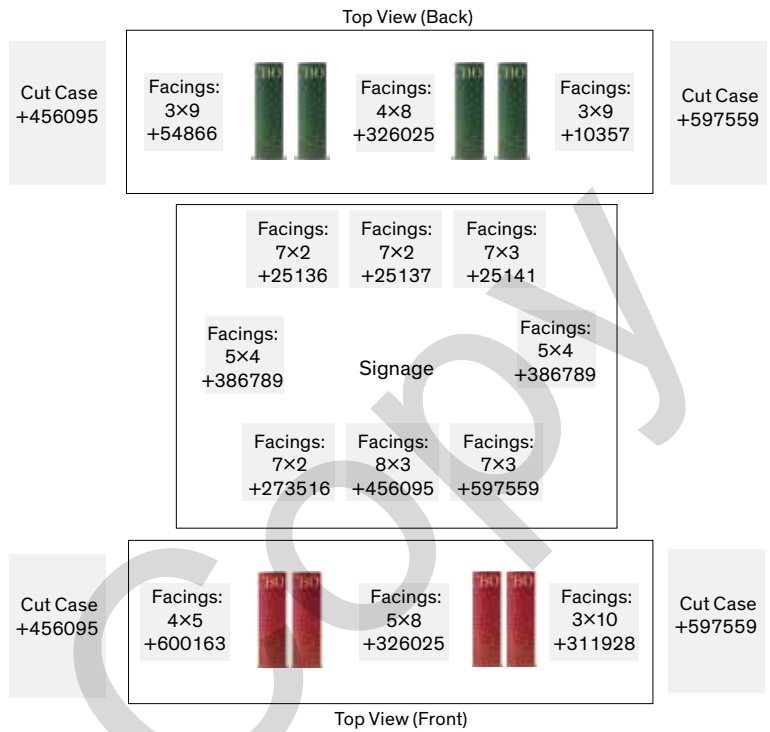 Top View (Back)
Cut Case
+456095
Facings:
3×9
+54866
Facings:
4×8
+326025
Facings:
3×9
+10357
Cut Case
+597559
Facings:
7×2
+25136
Facings:
7×2
+25137
Facings:
7×3
+25141
Facings:
5×4
+386789
Signage
Facings:
5×4
+386789
Facings:
7×2
+273516
Facings:
8×3
+456095
Facings:
7×3
+597559
Cut Case
+456095
Facings:
4×5
+600163
Facings:
5×8
+326025
Facings:
3×10
+311928
Cut Case
+597559
Top View (Front)
Copy